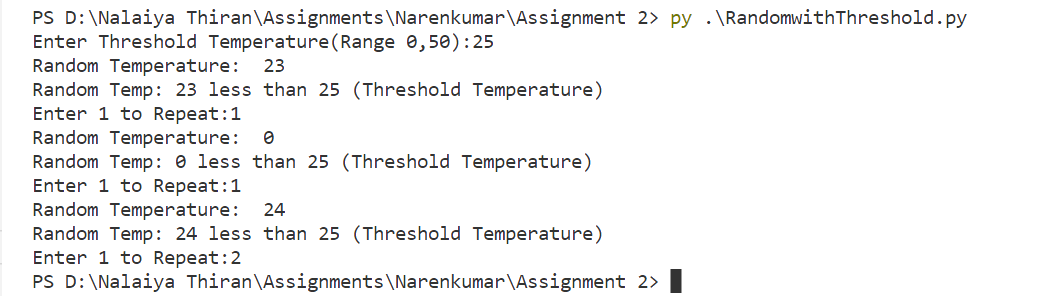 PS D:\Nalaiya Thiran\Assignments\Narenkumar\Assignment 2> py .\RandomwithThreshold.py
Enter Threshold Temperature(Range 0,50):25
Random Temperature:  23
Random Temp: 23 less than 25 (Threshold Temperature)
Enter 1 to Repeat:1
Random Temperature:  0
Random Temp: 0 less than 25 (Threshold Temperature)
Enter 1 to Repeat:1
Random Temperature:  24
Random Temp: 24 less than 25 (Threshold Temperature)
Enter 1 to Repeat:2
PS D:\Nalaiya Thiran\Assignments\Narenkumar\Assignment 2>